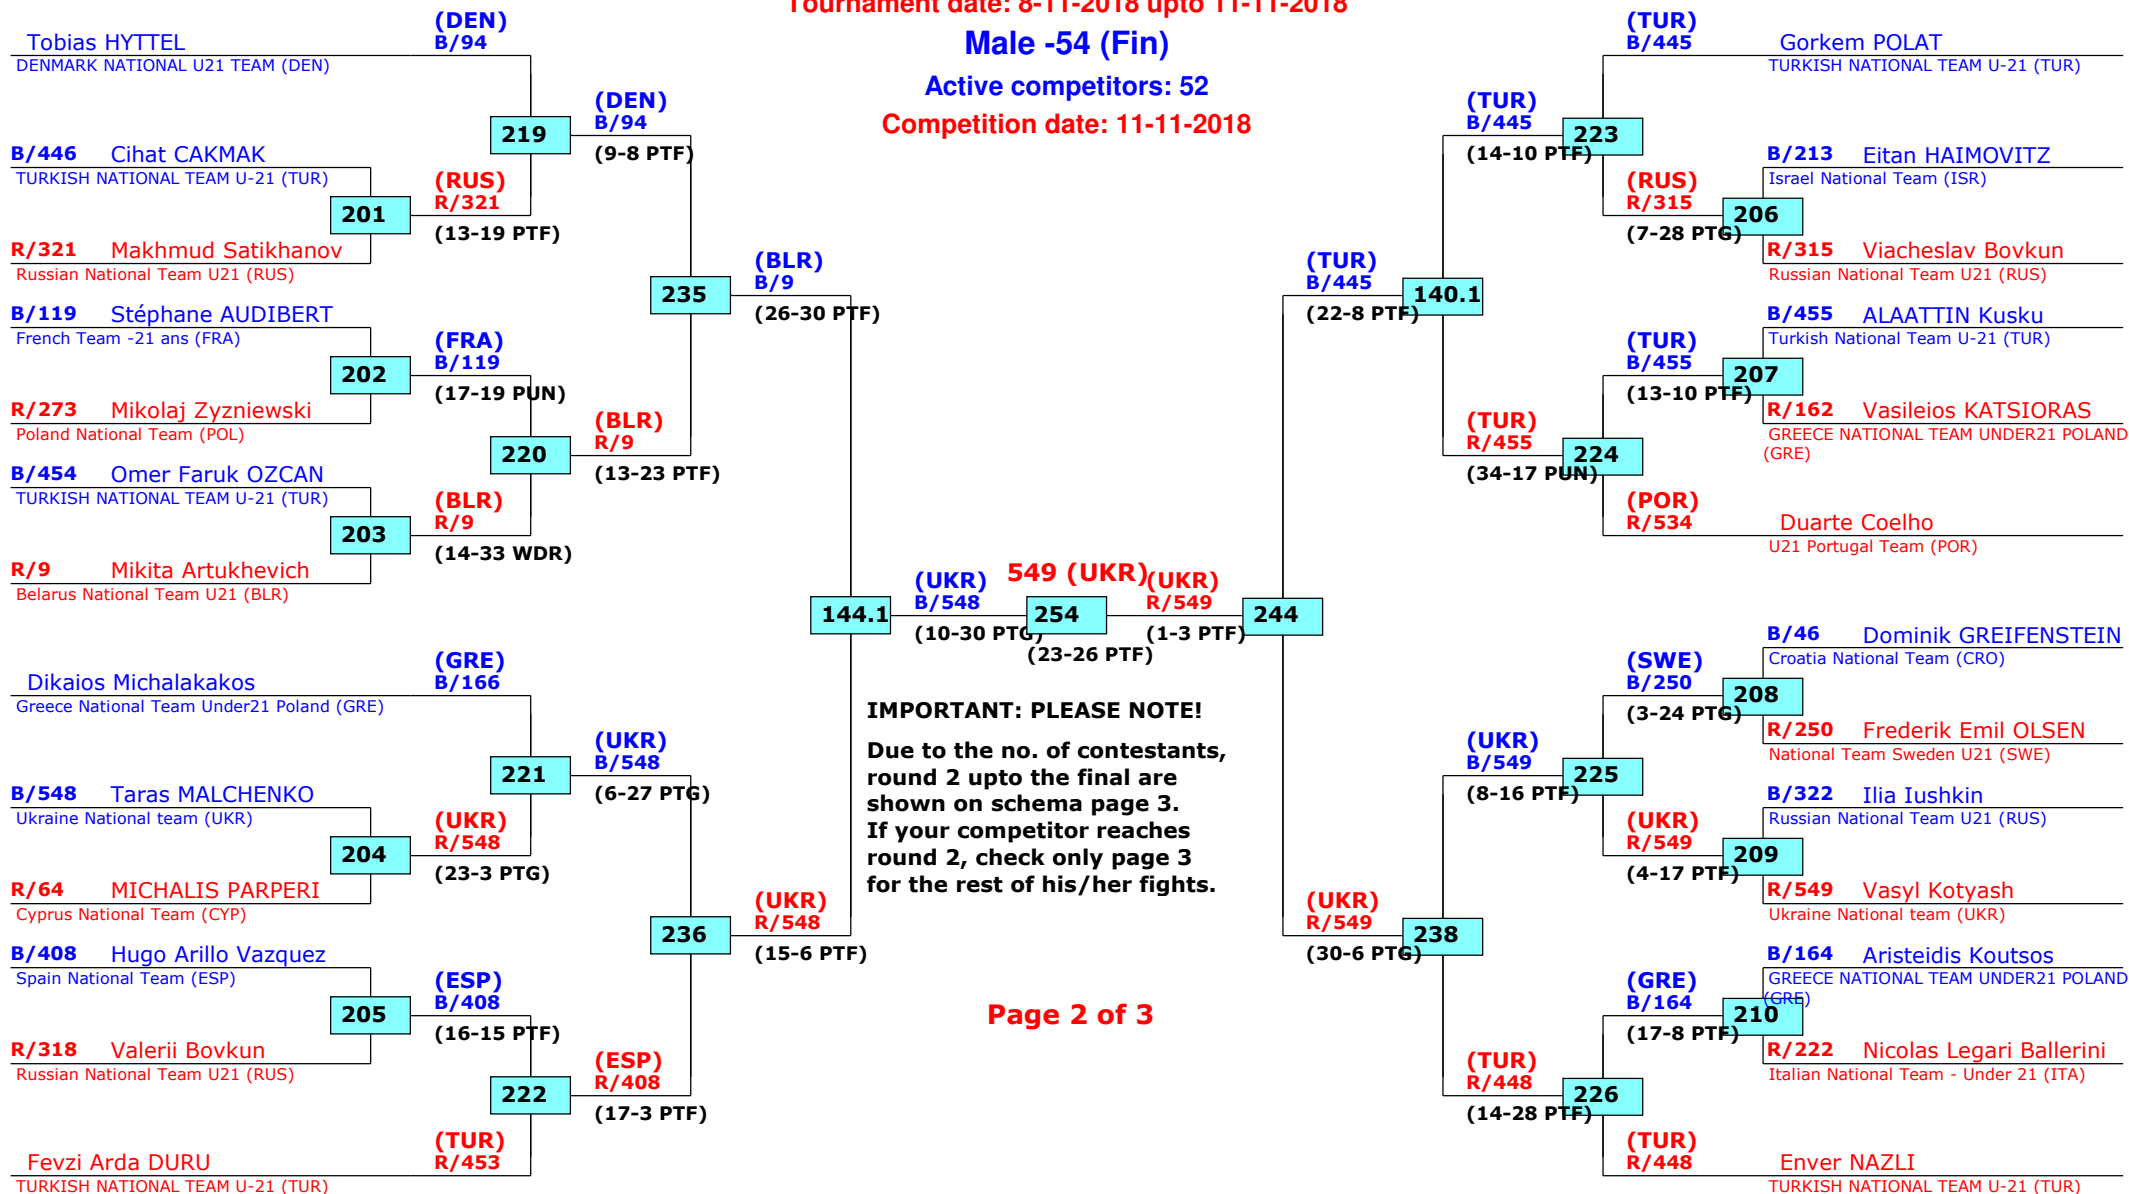 Tournament date: 8-11-2018 upto 11-11-2018
Male -54 (Fin)
Active competitors: 52
Competition date: 11-11-2018
Tobias HYTTEL
DENMARK NATIONAL U21 TEAM (DEN)
(DEN)
B/94
B/446 Cihat CAKMAK
TURKISH NATIONAL TEAM U-21 (TUR)
201
R/321 Makhmud Satikhanov
Russian National Team U21 (RUS)
(RUS)
R/321
(13-19 PTF)
219
(DEN)
B/94
(9-8 PTF)
B/119 Stéphane AUDIBERT
French Team -21 ans (FRA)
202
R/273 Mikolaj Zyzniewski
Poland National Team (POL)
(FRA)
B/119
(17-19 PUN)
B/454 Omer Faruk OZCAN
TURKISH NATIONAL TEAM U-21 (TUR)
203
R/9 Mikita Artukhevich
Belarus National Team U21 (BLR)
(BLR)
R/9
(14-33 WDR)
220
(BLR)
R/9
(13-23 PTF)
235
(BLR)
B/9
(26-30 PTF)
Dikaios Michalakakos
Greece National Team Under21 Poland (GRE)
(GRE)
B/166
B/548 Taras MALCHENKO
Ukraine National team (UKR)
204
R/64 MICHALIS PARPERI
Cyprus National Team (CYP)
(UKR)
R/548
(23-3 PTG)
221
(UKR)
B/548
(6-27 PTG)
B/408 Hugo Arillo Vazquez
Spain National Team (ESP)
205
R/318 Valerii Bovkun
Russian National Team U21 (RUS)
(ESP)
B/408
(16-15 PTF)
Fevzi Arda DURU
TURKISH NATIONAL TEAM U-21 (TUR)
(TUR)
R/453
222
(ESP)
R/408
(17-3 PTF)
236
(UKR)
R/548
(15-6 PTF)
144.1
(UKR)
B/548
(10-30 PTG)
549 (UKR)
254
(23-26 PTF)
(UKR)
R/549
(1-3 PTF)
244
IMPORTANT: PLEASE NOTE!
Due to the no. of contestants,
round 2 upto the final are
shown on schema page 3.
If your competitor reaches
round 2, check only page 3
for the rest of his/her fights.
Page 2 of 3
(TUR)
B/445
Gorkem POLAT
TURKISH NATIONAL TEAM U-21 (TUR)
(TUR)
B/445
(14-10 PTF)
223
B/213 Eitan HAIMOVITZ
Israel National Team (ISR)
(RUS)
R/315
(7-28 PTG)
206
R/315 Viacheslav Bovkun
Russian National Team U21 (RUS)
(TUR)
B/445
(22-8 PTF)
140.1
B/455 ALAATTIN Kusku
Turkish National Team U-21 (TUR)
(TUR)
B/455
(13-10 PTF)
207
R/162 Vasileios KATSIORAS
GREECE NATIONAL TEAM UNDER21 POLAND
(GRE)
(TUR)
R/455
(34-17 PUN)
224
(POR)
R/534
Duarte Coelho
U21 Portugal Team (POR)
B/46 Dominik GREIFENSTEIN
Croatia National Team (CRO)
(SWE)
B/250
(3-24 PTG)
208
R/250 Frederik Emil OLSEN
National Team Sweden U21 (SWE)
(UKR)
B/549
(8-16 PTF)
225
B/322 Ilia Iushkin
Russian National Team U21 (RUS)
(UKR)
R/549
(4-17 PTF)
209
R/549 Vasyl Kotyash
Ukraine National team (UKR)
(UKR)
R/549
(30-6 PTG)
238
B/164 Aristeidis Koutsos
GREECE NATIONAL TEAM UNDER21 POLAND
(GRE)
(GRE)
B/164
(17-8 PTF)
210
R/222 Nicolas Legari Ballerini
Italian National Team - Under 21 (ITA)
(TUR)
R/448
(14-28 PTF)
226
(TUR)
R/448
Enver NAZLI
TURKISH NATIONAL TEAM U-21 (TUR)